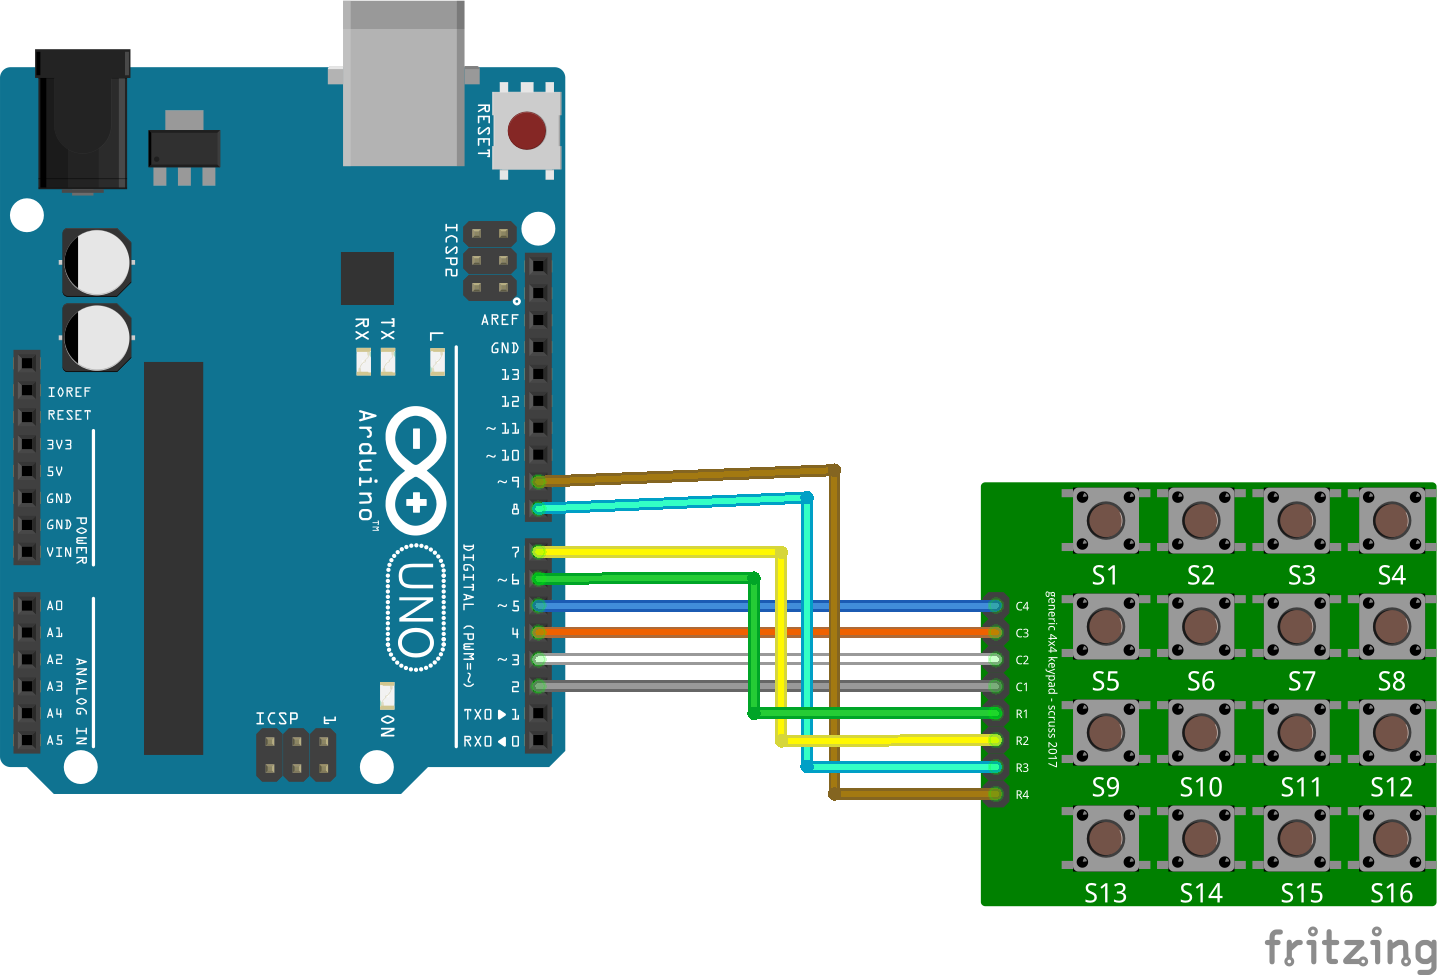 RESET
ICSP2
RX
TX
L
AREF
GND
13
12
~11
~10
~9
8
7
~6
~5
4
~3
2
TX0▶1
RX0◀0
DIGITAL (PWM=~)
Arduino™
UNO
IOREF
RESET
3V3
5V
GND
GND
VIN
POWER
A0
A1
A2
A3
A4
A5
ANALOG IN
ICSP
1
ON
C4
C3
C2
C1
R1
R2
R3
R4
generic 4x4 keypad - scruss 2017
S1 S2 S3 S4
S5 S6 S7 S8
S9 S10 S11 S12
S13 S14 S15 S16
fritzing